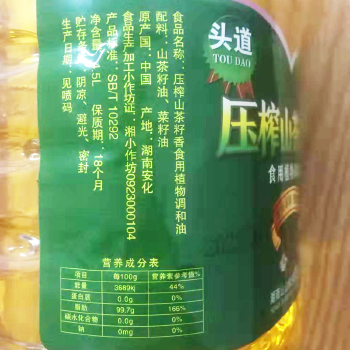 头道
TOU DAO
压榨山茶
食用植物
食品名称：压榨山茶籽香食用植物调和油
配料：山茶籽油、菜籽油
原产国：中国 产地：湖南安化
食品生产加工小作坊证：湘小作坊0923000104
产品标准：SB/T 10292
净含量：5L 保质期：18个月
贮存条件：阴凉、避光、密封
生产日期：见喷码
营养成分表
项目 每100g 营养素参考值%
能量 3689kj 44%
蛋白质 0.0g 0%
脂肪 99.7g 166%
碳水化合物 0.0g 0%
钠 0mg 0%